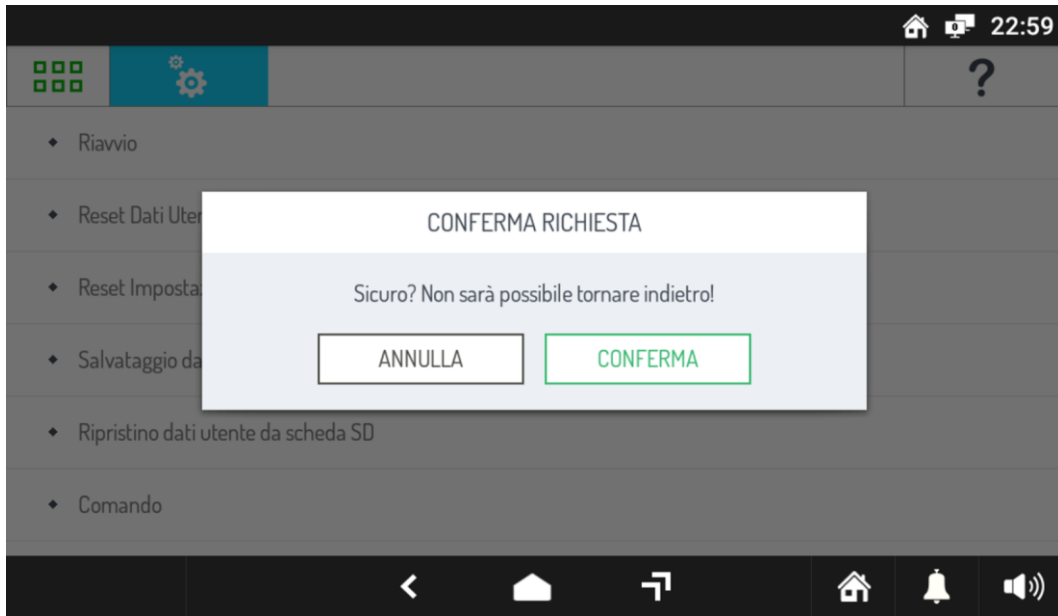 22:59
?
Riavvio
Reset Dati Uter
Reset Imposta
Salvataggio da
Ripristino dati utente da scheda SD
Comando
CONFERMA RICHIESTA
Sicuro? Non sarà possibile tornare indietro!
ANNULLA
CONFERMA